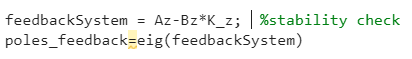 feedbackSystem = Az-Bz*K_z; %stability check
poles_feedback=eig(feedbackSystem)